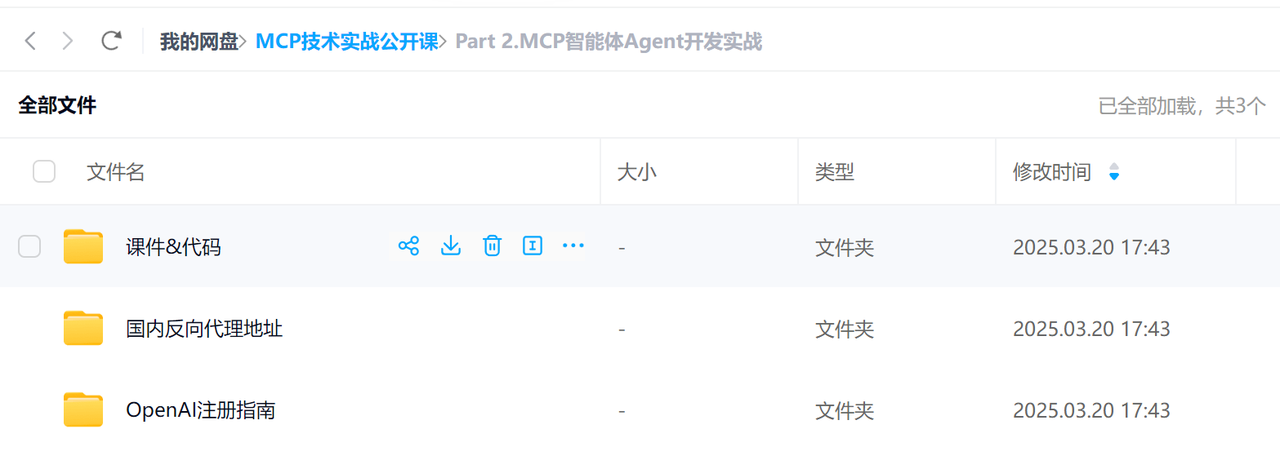 我的网盘> MCP技术实战公开课> Part 2.MCP智能体Agent开发实战
全部文件 已全部加载，共3个
文件名 大小 类型 修改时间
课件&代码 - 文件夹 2025.03.20 17:43
国内反向代理地址 - 文件夹 2025.03.20 17:43
OpenAI注册指南 - 文件夹 2025.03.20 17:43